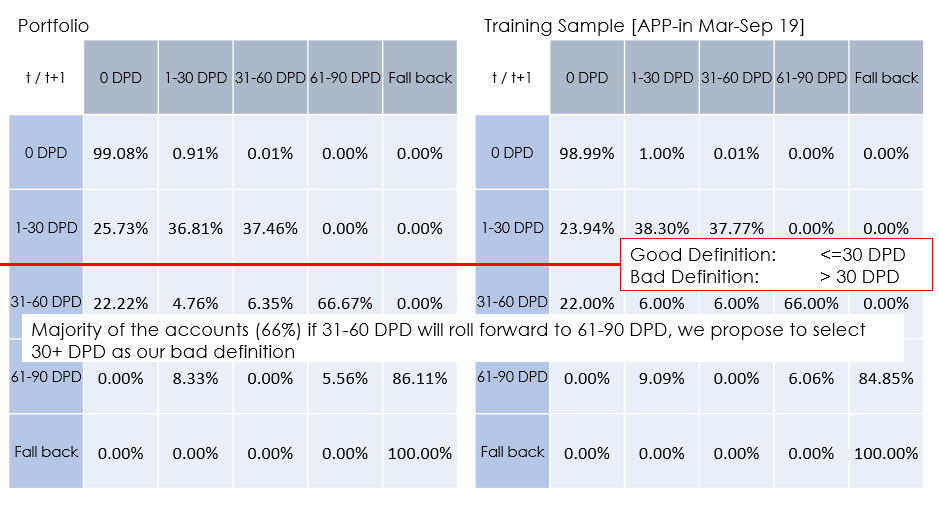 Portfolio
t / t+1 0 DPD 1-30 DPD 31-60 DPD 61-90 DPD Fall back
0 DPD 99.08% 0.91% 0.01% 0.00% 0.00%
1-30 DPD 25.73% 36.81% 37.46% 0.00% 0.00%
31-60 DPD 22.22% 4.76% 6.35% 66.67% 0.00%
61-90 DPD 0.00% 8.33% 0.00% 5.56% 86.11%
Fall back 0.00% 0.00% 0.00% 0.00% 100.00%
Training Sample [APP-in Mar-Sep 19]
t / t+1 0 DPD 1-30 DPD 31-60 DPD 61-90 DPD Fall back
0 DPD 98.99% 1.00% 0.01% 0.00% 0.00%
1-30 DPD 23.94% 38.30% 37.77% 0.00% 0.00%
31-60 DPD 22.00% 6.00% 6.00% 66.00% 0.00%
61-90 DPD 0.00% 9.09% 0.00% 6.06% 84.85%
Fall back 0.00% 0.00% 0.00% 0.00% 100.00%
Good Definition: <=30 DPD
Bad Definition: > 30 DPD
Majority of the accounts (66%) if 31-60 DPD will roll forward to 61-90 DPD, we propose to select
30+ DPD as our bad definition